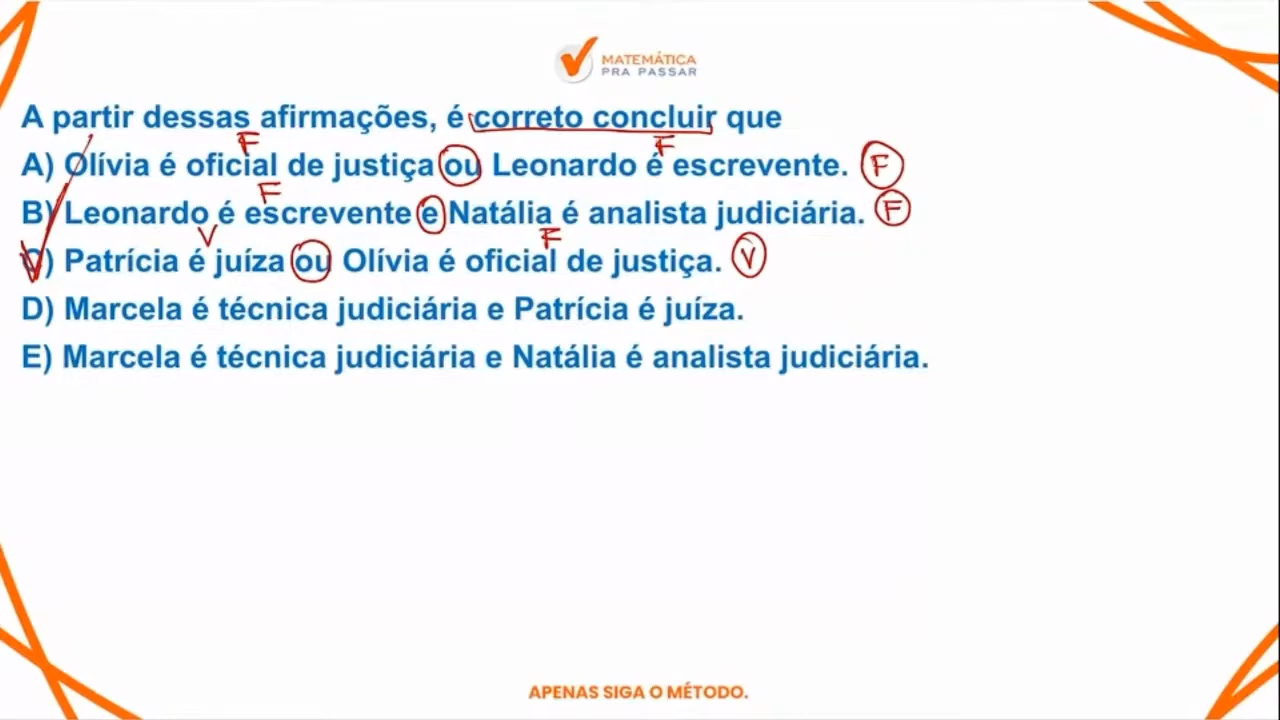 MATEMÁTICA
PRA PASSAR
A partir dessas afirmações, é correto concluir que
F F
A) Olívia é oficial de justiça ou Leonardo é escrevente. F
F
B) Leonardo é escrevente e Natália é analista judiciária. F
V F
C) Patrícia é juíza ou Olívia é oficial de justiça. V
D) Marcela é técnica judiciária e Patrícia é juíza.
E) Marcela é técnica judiciária e Natália é analista judiciária.
APENAS SIGA O MÉTODO.